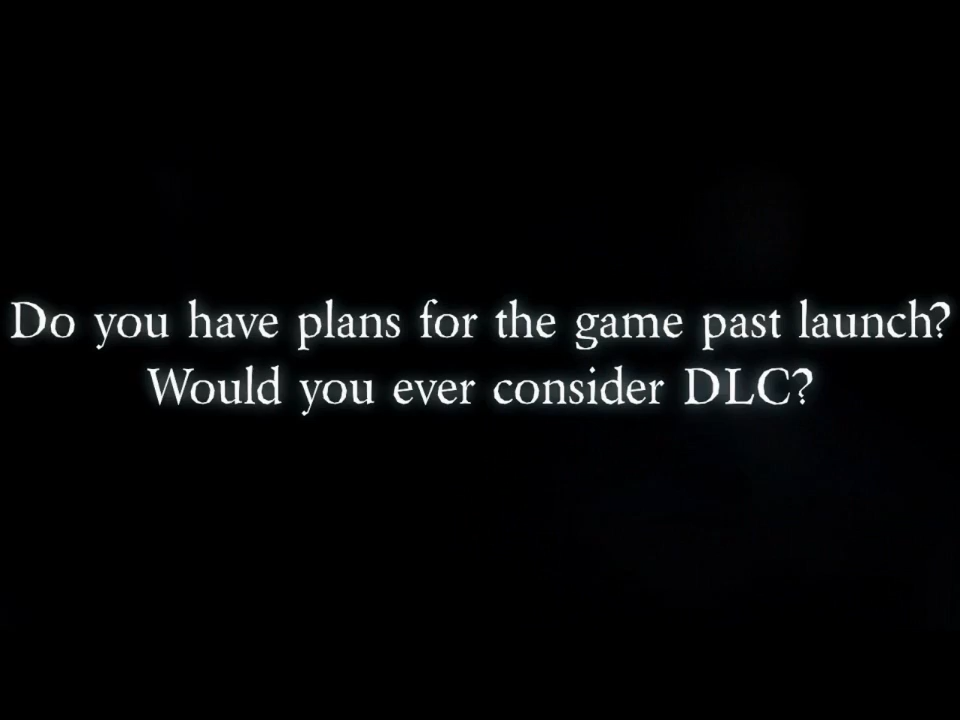 Do you have plans for the game past launch?
Would you ever consider DLC?